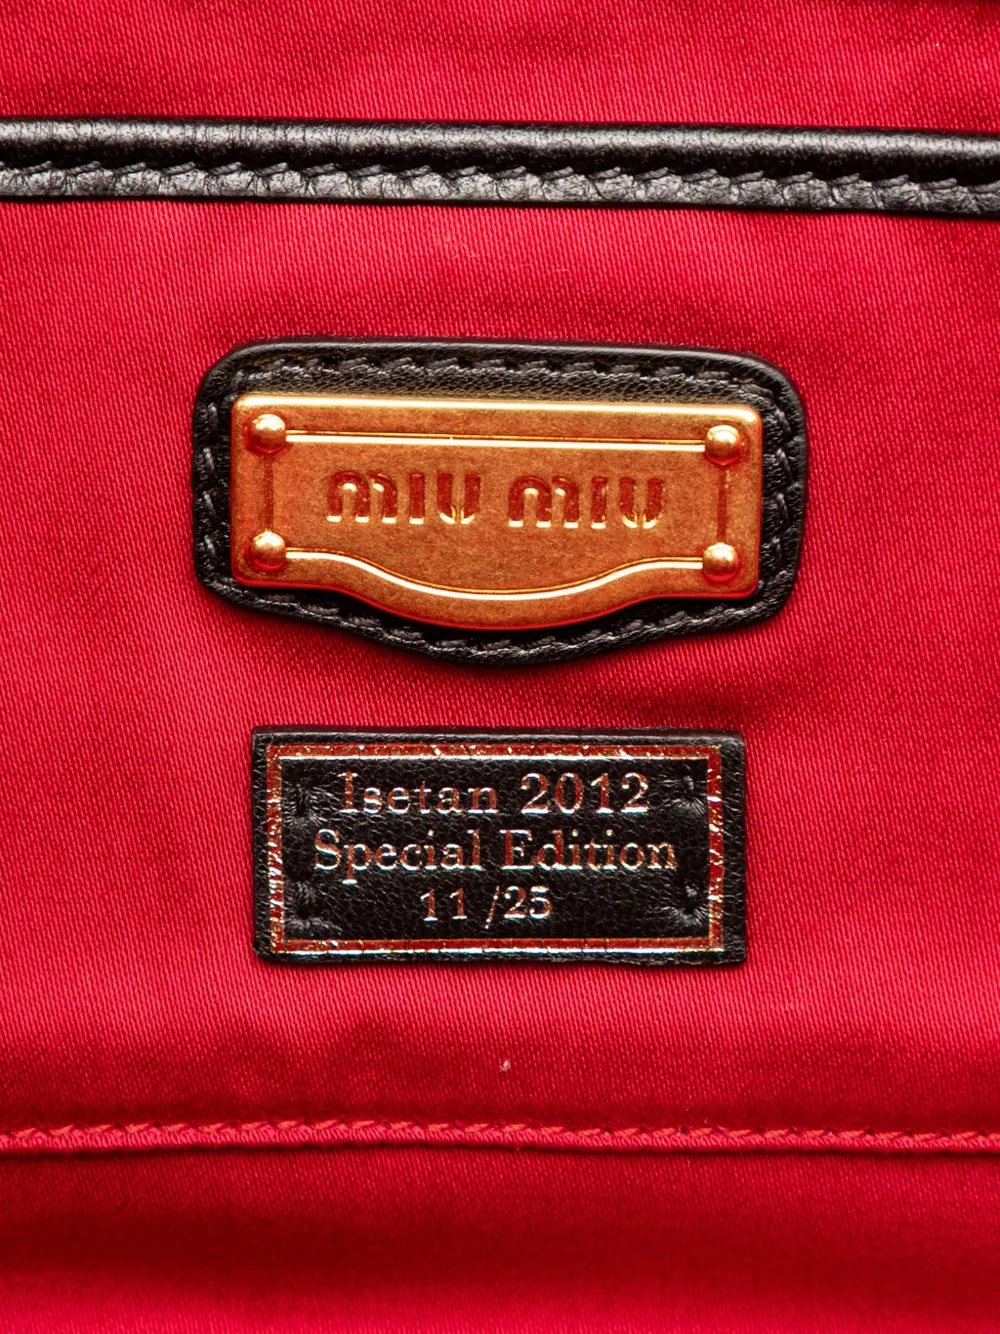 miu miu
Isetan 2012
Special Edition
11 /25